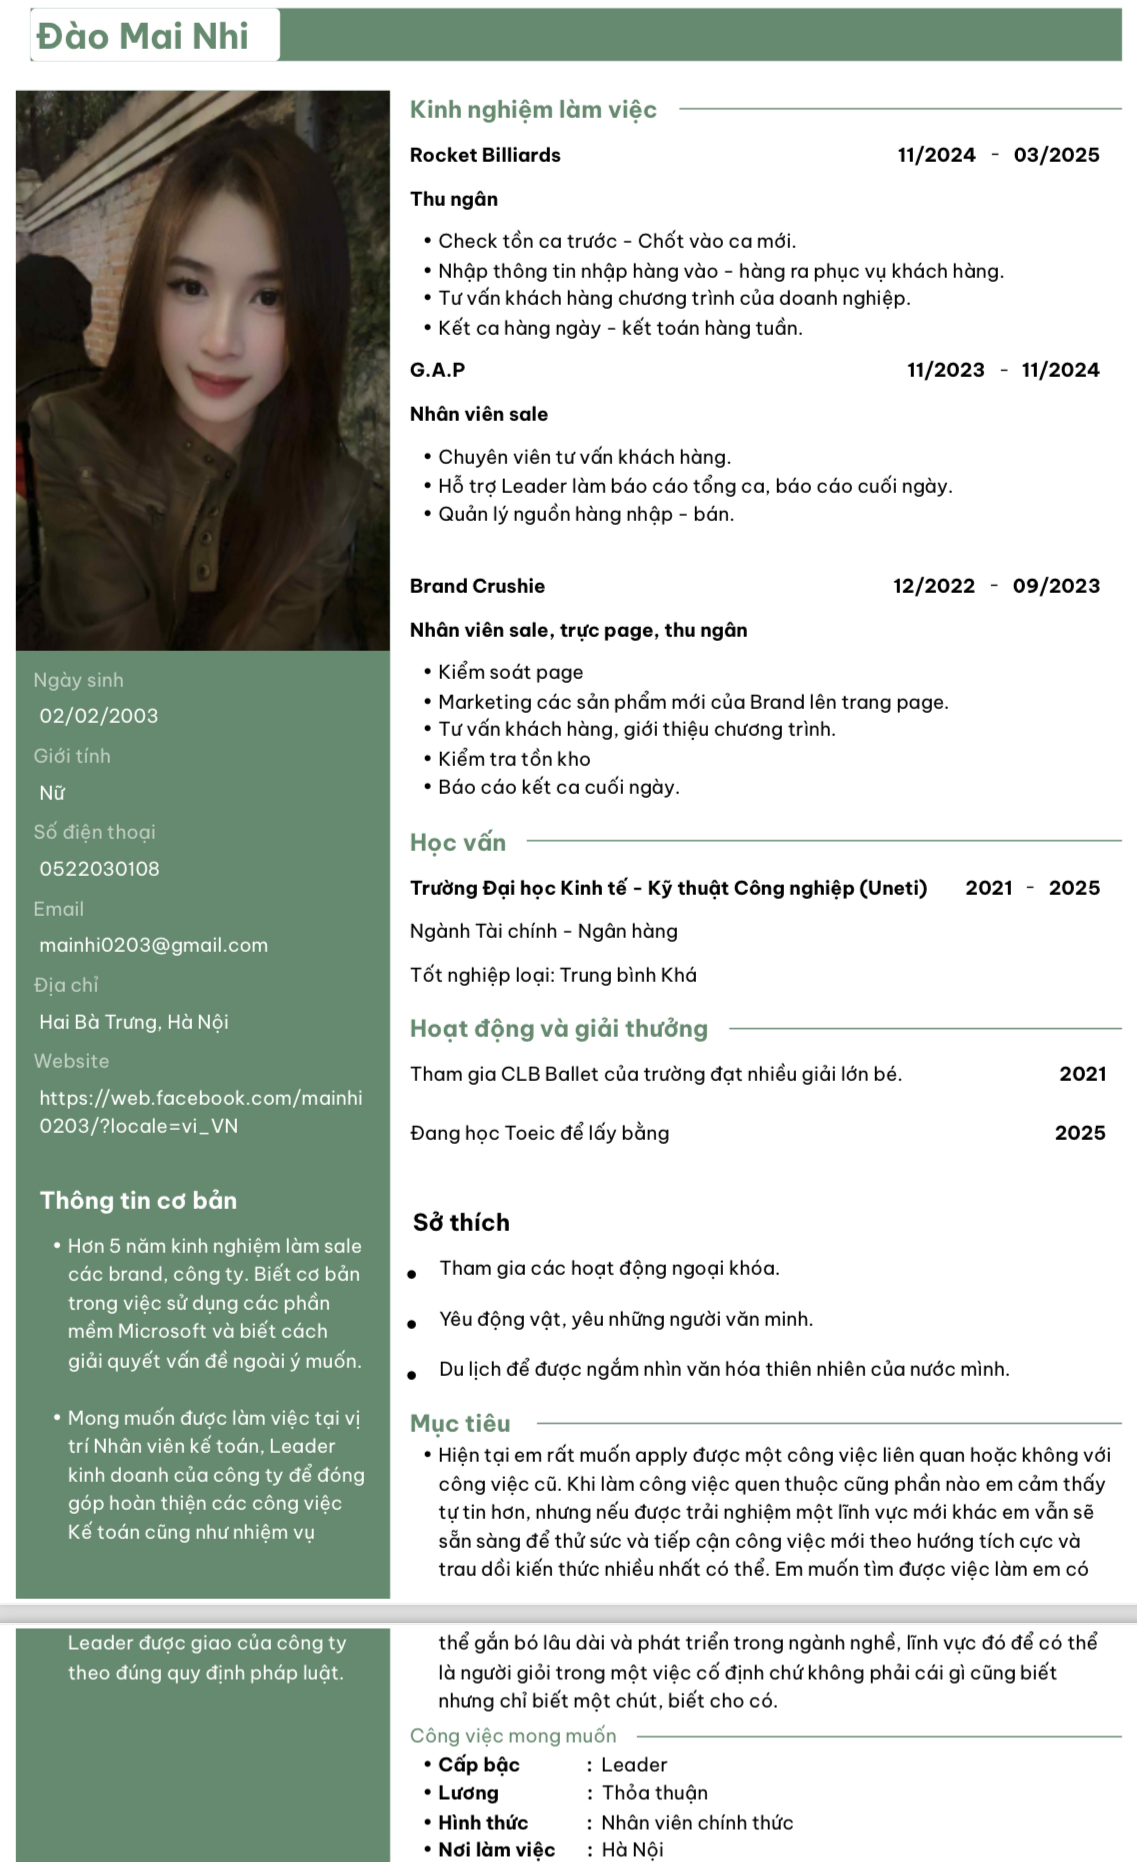 Đào Mai Nhi
Ngày sinh
02/02/2003
Giới tính
Nữ
Số điện thoại
0522030108
Email
mainhi0203@gmail.com
Địa chỉ
Hai Bà Trưng, Hà Nội
Website
https://web.facebook.com/mainhi
0203/?locale=vi_VN
Thông tin cơ bản
• Hơn 5 năm kinh nghiệm làm sale
các brand, công ty. Biết cơ bản
trong việc sử dụng các phần
mềm Microsoft và biết cách
giải quyết vấn đề ngoài ý muốn.
• Mong muốn được làm việc tại vị
trí Nhân viên kế toán, Leader
kinh doanh của công ty để đóng
góp hoàn thiện các công việc
Kế toán cũng như nhiệm vụ
Leader được giao của công ty
theo đúng quy định pháp luật.
Kinh nghiệm làm việc
Rocket Billiards 11/2024 - 03/2025
Thu ngân
• Check tồn ca trước - Chốt vào ca mới.
• Nhập thông tin nhập hàng vào - hàng ra phục vụ khách hàng.
• Tư vấn khách hàng chương trình của doanh nghiệp.
• Kết ca hàng ngày - kết toán hàng tuần.
G.A.P 11/2023 - 11/2024
Nhân viên sale
• Chuyên viên tư vấn khách hàng.
• Hỗ trợ Leader làm báo cáo tổng ca, báo cáo cuối ngày.
• Quản lý nguồn hàng nhập - bán.
Brand Crushie 12/2022 - 09/2023
Nhân viên sale, trực page, thu ngân
• Kiểm soát page
• Marketing các sản phẩm mới của Brand lên trang page.
• Tư vấn khách hàng, giới thiệu chương trình.
• Kiểm tra tồn kho
• Báo cáo kết ca cuối ngày.
Học vấn
Trường Đại học Kinh tế - Kỹ thuật Công nghiệp (Uneti) 2021 - 2025
Ngành Tài chính - Ngân hàng
Tốt nghiệp loại: Trung bình Khá
Hoạt động và giải thưởng
Tham gia CLB Ballet của trường đạt nhiều giải lớn bé. 2021
Đang học Toeic để lấy bằng 2025
Sở thích
• Tham gia các hoạt động ngoại khóa.
• Yêu động vật, yêu những người văn minh.
• Du lịch để được ngắm nhìn văn hóa thiên nhiên của nước mình.
Mục tiêu
• Hiện tại em rất muốn apply được một công việc liên quan hoặc không với
công việc cũ. Khi làm công việc quen thuộc cũng phần nào em cảm thấy
tự tin hơn, nhưng nếu được trải nghiệm một lĩnh vực mới khác em vẫn sẽ
sẵn sàng để thử sức và tiếp cận công việc mới theo hướng tích cực và
trau dồi kiến thức nhiều nhất có thể. Em muốn tìm được việc làm em có
thể gắn bó lâu dài và phát triển trong ngành nghề, lĩnh vực đó để có thể
là người giỏi trong một việc cố định chứ không phải cái gì cũng biết
nhưng chỉ biết một chút, biết cho có.
Công việc mong muốn
• Cấp bậc : Leader
• Lương : Thỏa thuận
• Hình thức : Nhân viên chính thức
• Nơi làm việc : Hà Nội